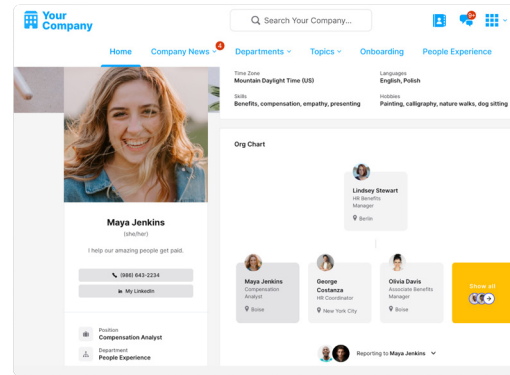 Your
Company
Search Your Company...
9+
Home
Company News
4
Departments
Topics
Onboarding
People Experience
Time Zone
Mountain Daylight Time (US)
Languages
English, Polish
Skills
Benefits, compensation, empathy, presenting
Hobbies
Painting, calligraphy, nature walks, dog sitting
Maya Jenkins
(she/her)
I help our amazing people get paid.
(986) 643-2234
in My LinkedIn
Position
Compensation Analyst
Department
People Experience
Org Chart
Lindsey Stewart
HR Benefits
Manager
Berlin
Maya Jenkins
Compensation
Analyst
Boise
George
Costanza
HR Coordinator
New York City
Olivia Davis
Associate Benefits
Manager
Boise
Show all
Reporting to Maya Jenkins